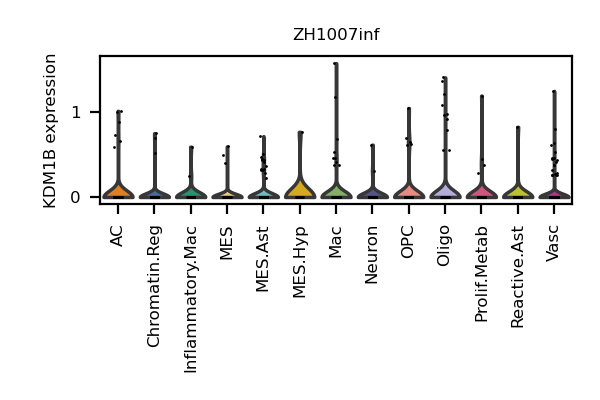 ZH1007inf
KDM1B expression
1
0
AC
Chromatin.Reg
Inflammatory.Mac
MES
MES.Ast
MES.Hyp
Mac
Neuron
OPC
Oligo
Prolif.Metab
Reactive.Ast
Vasc